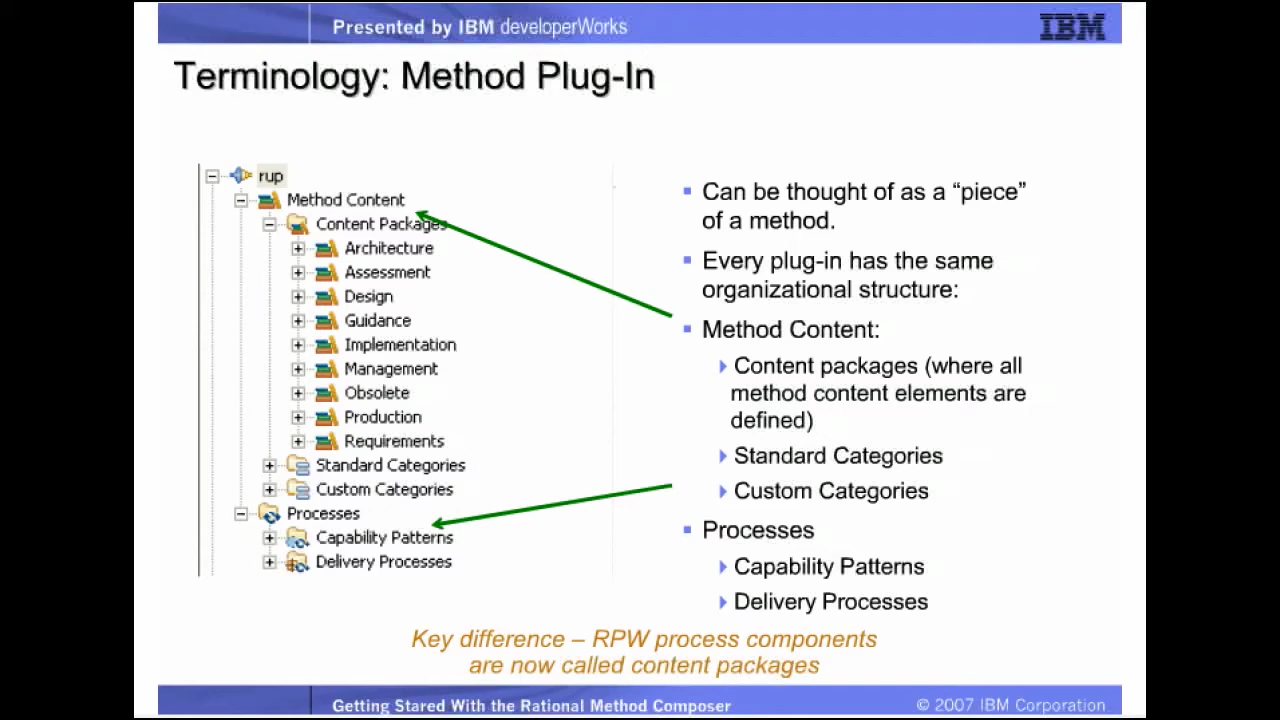 Presented by IBM developerWorks
IBM
Terminology: Method Plug-In
rup
Method Content
Content Packages
Architecture
Assessment
Design
Guidance
Implementation
Management
Obsolete
Production
Requirements
Standard Categories
Custom Categories
Processes
Capability Patterns
Delivery Processes
Can be thought of as a “piece”
of a method.
Every plug-in has the same
organizational structure:
Method Content:
Content packages (where all
method content elements are
defined)
Standard Categories
Custom Categories
Processes
Capability Patterns
Delivery Processes
Key difference – RPW process components
are now called content packages
Getting Stared With the Rational Method Composer
© 2007 IBM Corporation